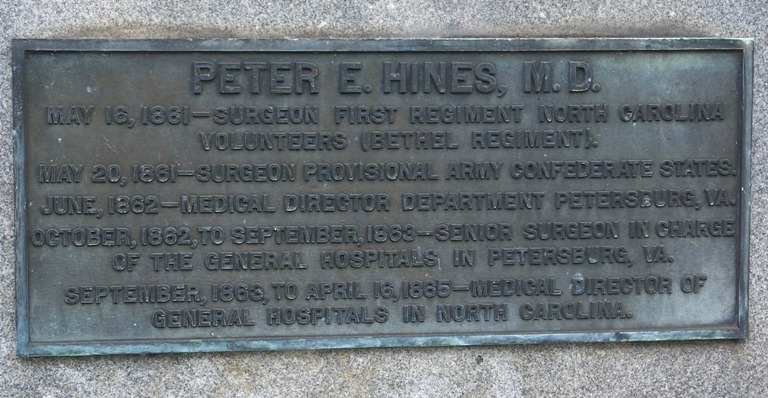 PETER E. HINES, M.D.
MAY 16, 1861—SURGEON FIRST REGIMENT NORTH CAROLINA
VOLUNTEERS (BETHEL REGIMENT).
MAY 20, 1861—SURGEON PROVISIONAL ARMY CONFEDERATE STATES.
JUNE, 1862—MEDICAL DIRECTOR DEPARTMENT PETERSBURG, VA.
OCTOBER, 1862, TO SEPTEMBER, 1863—SENIOR SURGEON IN CHARGE
OF THE GENERAL HOSPITALS IN PETERSBURG, VA.
SEPTEMBER, 1863, TO APRIL 16, 1865—MEDICAL DIRECTOR OF
GENERAL HOSPITALS IN NORTH CAROLINA.